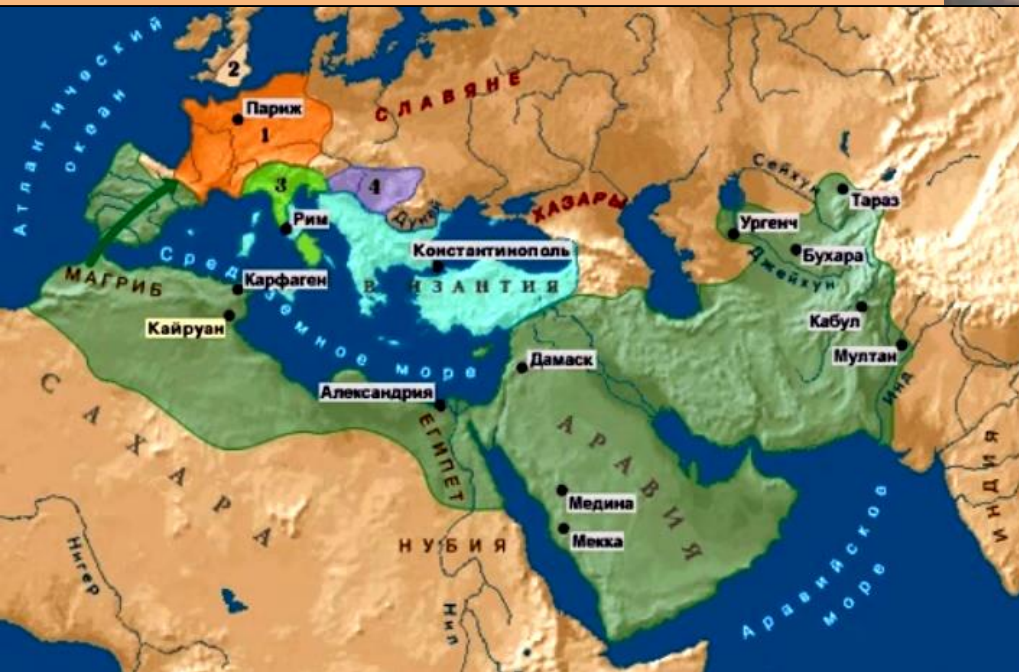 Атлантический
океан
2
Париж
1
СЛАВЯНЕ
3
4
Дунай
ХАЗАРЫ
Сейхун
Тараз
Ургенч
Бухара
Джейхун
Рим
Константинополь
ВИЗАНТИЯ
Средиземное море
МАГРИБ
Карфаген
Кайруан
Кабул
Мултан
Инд
Дамаск
Александрия
ЕГИПЕТ
САХАРА
АРАВИЯ
Медина
Мекка
НУБИЯ
Нигер
Нил
ИНДИЯ
Аравийское
море